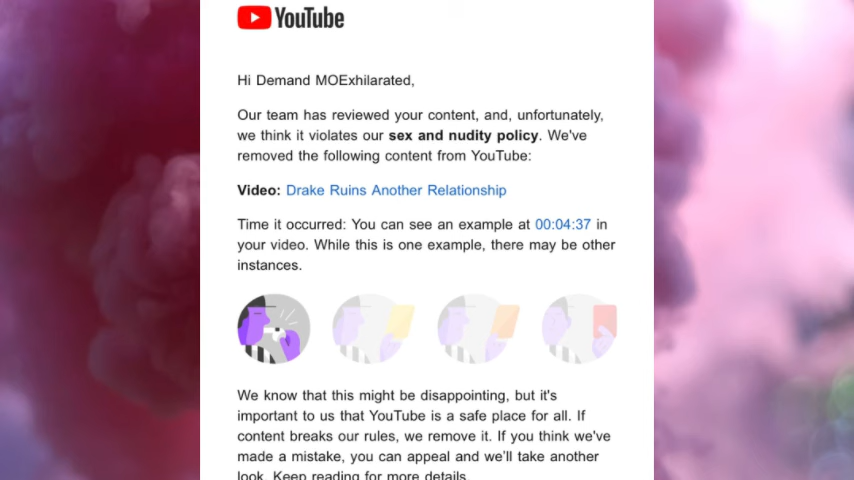 YouTube
Hi Demand MOExhilarated,
Our team has reviewed your content, and, unfortunately,
we think it violates our sex and nudity policy. We've
removed the following content from YouTube:
Video: Drake Ruins Another Relationship
Time it occurred: You can see an example at 00:04:37 in
your video. While this is one example, there may be other
instances.
We know that this might be disappointing, but it's
important to us that YouTube is a safe place for all. If
content breaks our rules, we remove it. If you think we've
made a mistake, you can appeal and we'll take another
look. Keep reading for more details.